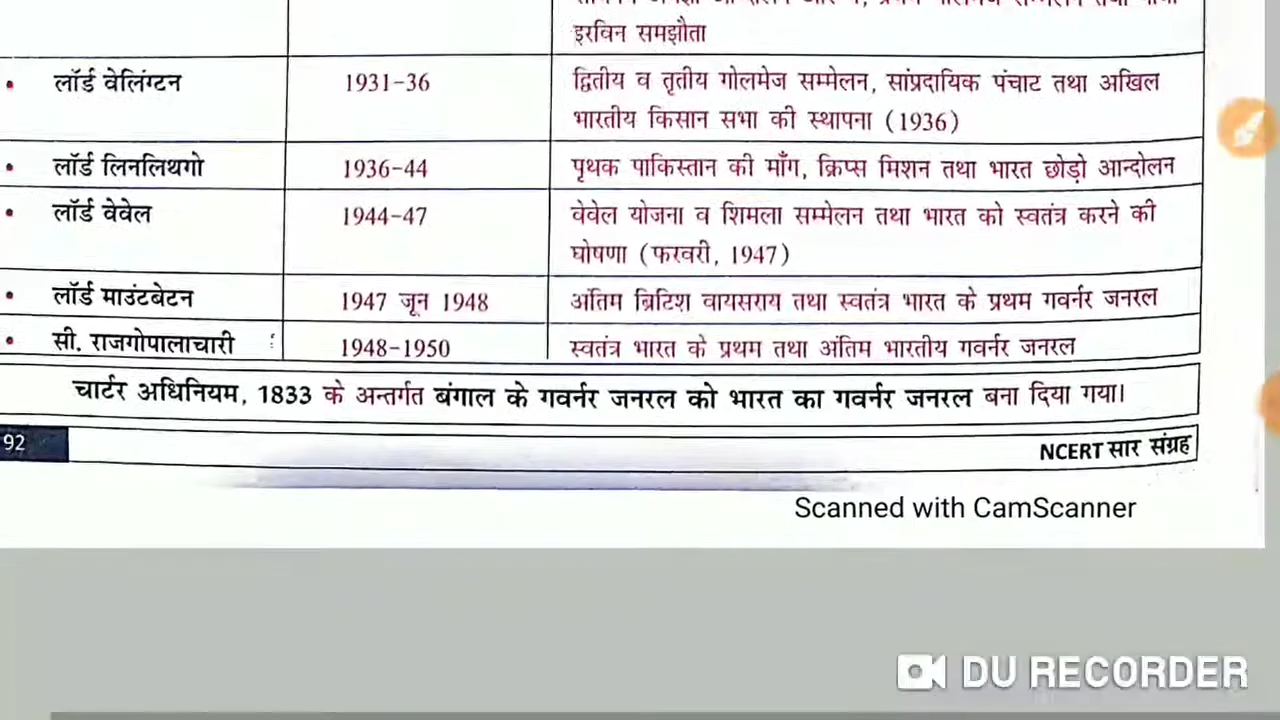 इरविन समझौता
• लॉर्ड वेलिंग्टन 1931-36 द्वितीय व तृतीय गोलमेज सम्मेलन, सांप्रदायिक पंचाट तथा अखिल
भारतीय किसान सभा की स्थापना (1936)
• लॉर्ड लिनलिथगो 1936-44 पृथक पाकिस्तान की माँग, क्रिप्स मिशन तथा भारत छोड़ो आन्दोलन
• लॉर्ड वेवेल 1944-47 वेवेल योजना व शिमला सम्मेलन तथा भारत को स्वतंत्र करने की
घोषणा (फरवरी, 1947)
• लॉर्ड माउंटबेटन 1947 जून 1948 अंतिम ब्रिटिश वायसराय तथा स्वतंत्र भारत के प्रथम गवर्नर जनरल
• सी. राजगोपालाचारी 1948-1950 स्वतंत्र भारत के प्रथम तथा अंतिम भारतीय गवर्नर जनरल
चार्टर अधिनियम, 1833 के अन्तर्गत बंगाल के गवर्नर जनरल को भारत का गवर्नर जनरल बना दिया गया।
92
NCERT सार संग्रह
Scanned with CamScanner
DU RECORDER